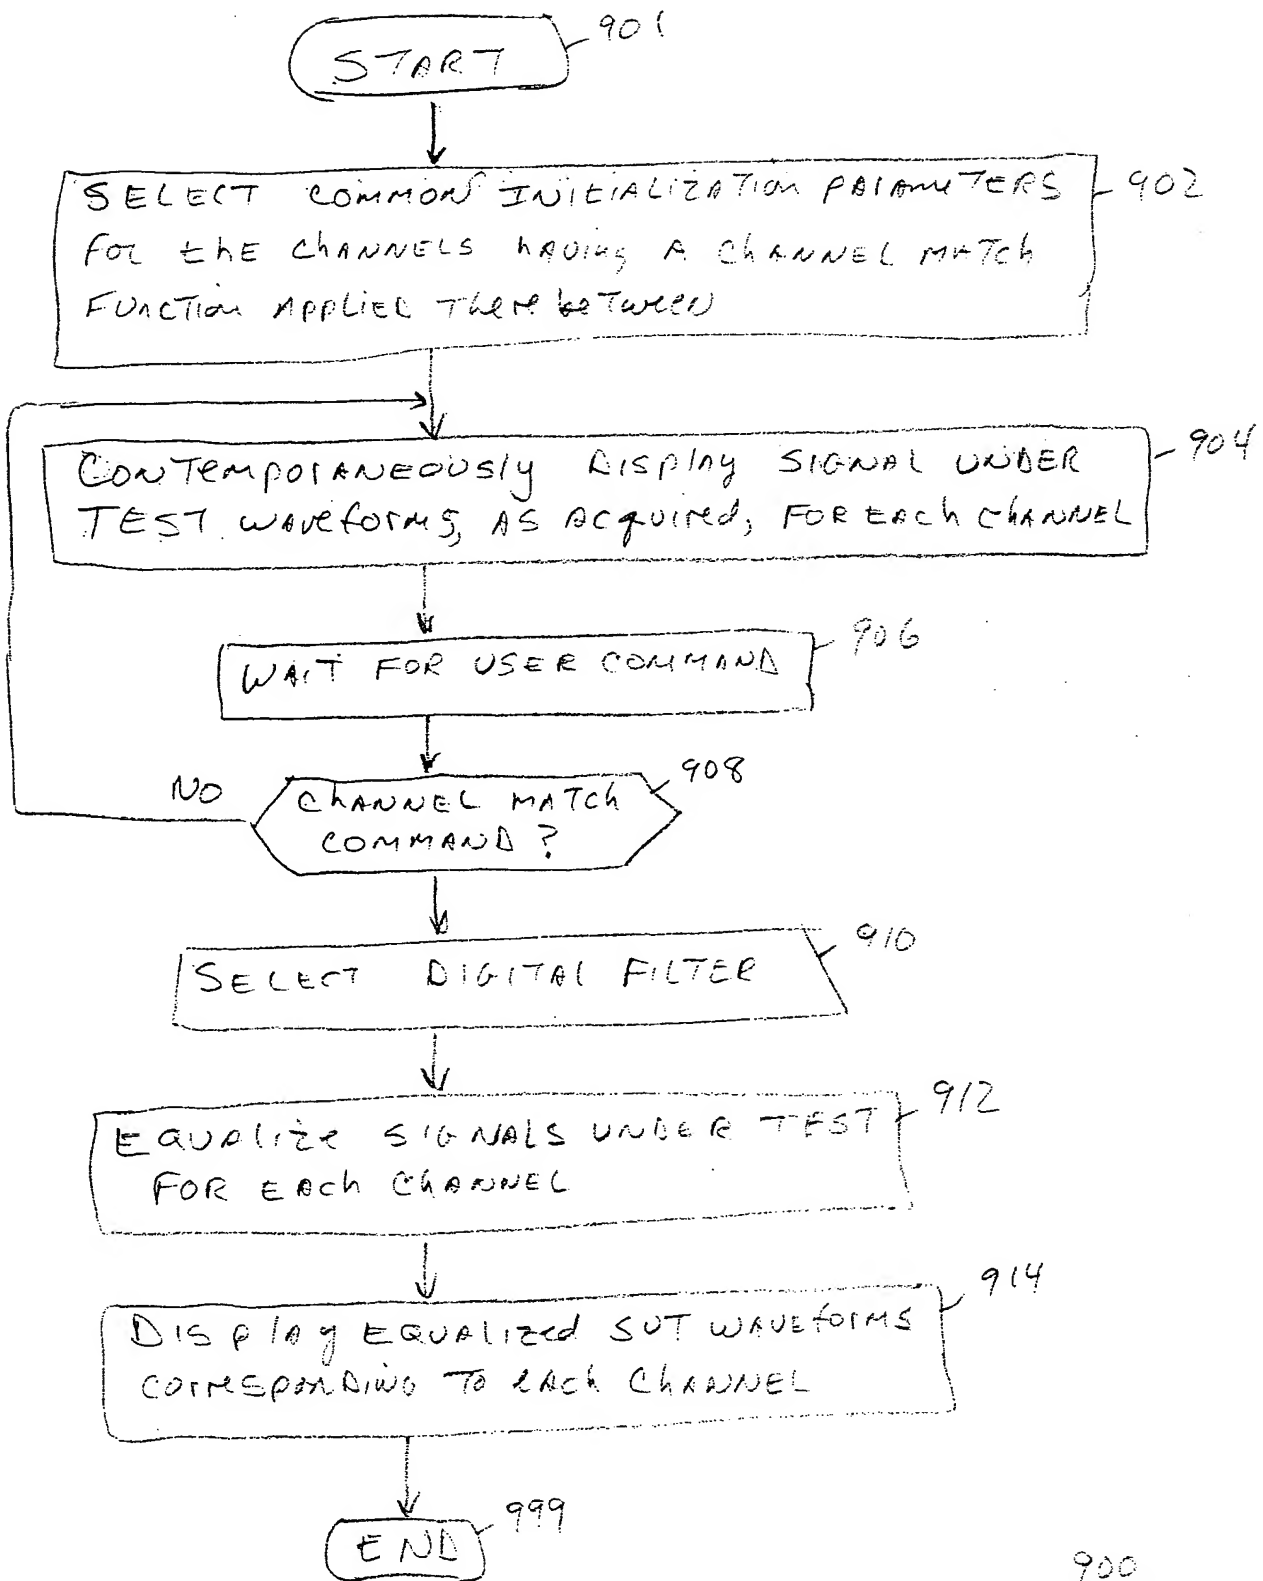 START
901
SELECT COMMON INITIALIZATION PARAMETERS
902
FOR thE ChANNELS hAVING A ChANNEL MATCh
FUNCTION APPLIED TherebeTween
CONTemporANEOUSly Display SIGNAL UNDER
904
TEST waveforms, AS Acquired, FOR EACh ChANNEL
WAIT FOR USER COMMAND
906
NO
ChANNEL MATCh
908
COMMAND?
SELECT DIGITAL FILTER
910
EQUALize SIGNALS UNDER TEST
912
FOR EACh ChANNEL
DISplAy EQUALIzed SUT WAVEforMS
914
CorresponDING TO EACh ChANNEL
END
999
900